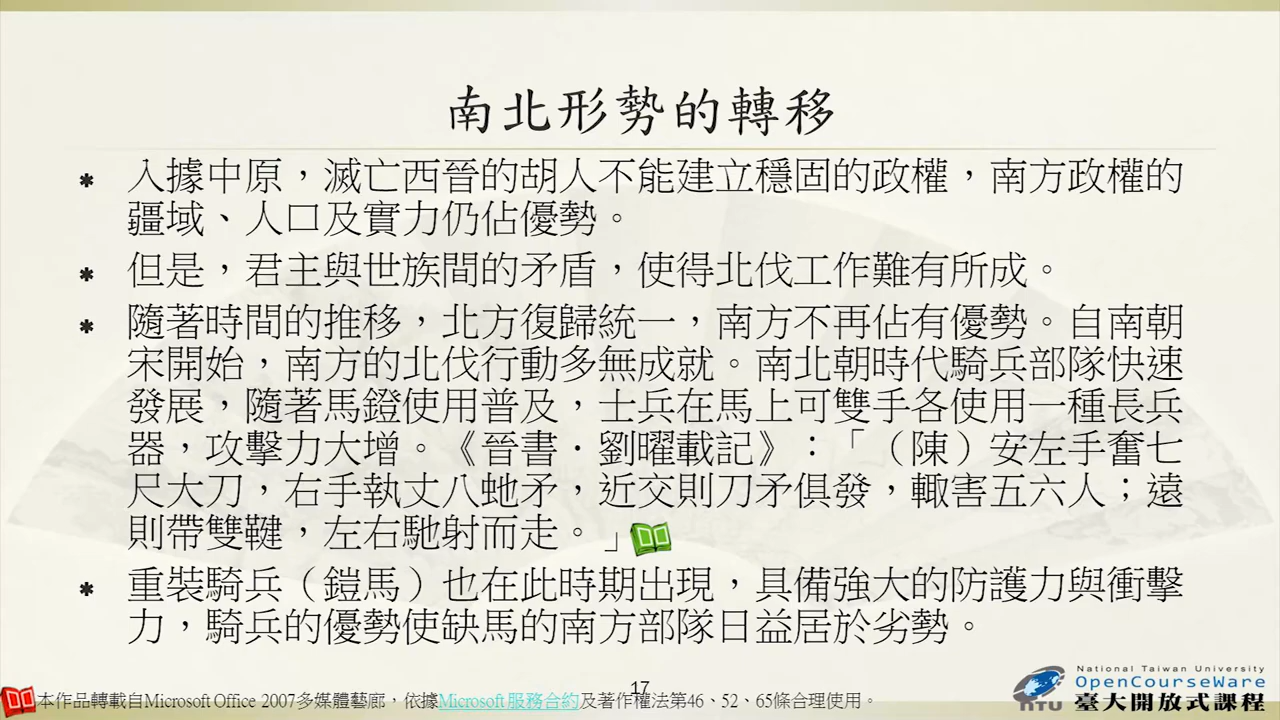 南北形勢的轉移
* 入據中原，滅亡西晉的胡人不能建立穩固的政權，南方政權的
疆域、人口及實力仍佔優勢。
* 但是，君主與世族間的矛盾，使得北伐工作難有所成。
* 隨著時間的推移，北方復歸統一，南方不再佔有優勢。自南朝
宋開始，南方的北伐行動多無成就。南北朝時代騎兵部隊快速
發展，隨著馬鐙使用普及，士兵在馬上可雙手各使用一種長兵
器，攻擊力大增。《晉書．劉曜載記》：「（陳）安左手奮七
尺大刀，右手執丈八虵矛，近交則刀矛俱發，輙害五六人；遠
則帶雙鞬，左右馳射而走。」
* 重裝騎兵（鎧馬）也在此時期出現，具備強大的防護力與衝擊
力，騎兵的優勢使缺馬的南方部隊日益居於劣勢。
17
本作品轉載自Microsoft Office 2007多媒體藝廊，依據Microsoft 服務合約及著作權法第46、52、65條合理使用。
National Taiwan University
OpenCourseWare
NTU 臺大開放式課程